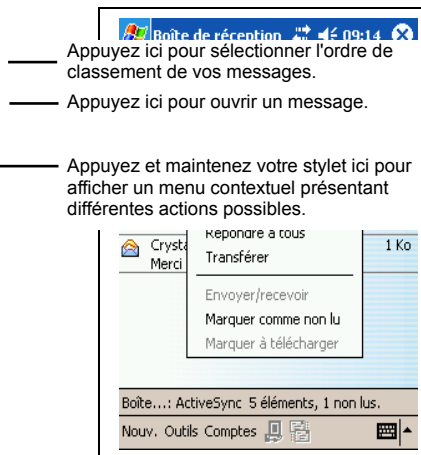 Boîte de réception 09:14
Appuyez ici pour sélectionner l'ordre de
classement de vos messages.
Appuyez ici pour ouvrir un message.
Appuyez et maintenez votre stylet ici pour
afficher un menu contextuel présentant
différentes actions possibles.
Répondre à tous
Crysta 1 Ko
Merci
Transférer
Envoyer/recevoir
Marquer comme non lu
Marquer à télécharger
Boîte...: ActiveSync 5 éléments, 1 non lus.
Nouv. Outils Comptes